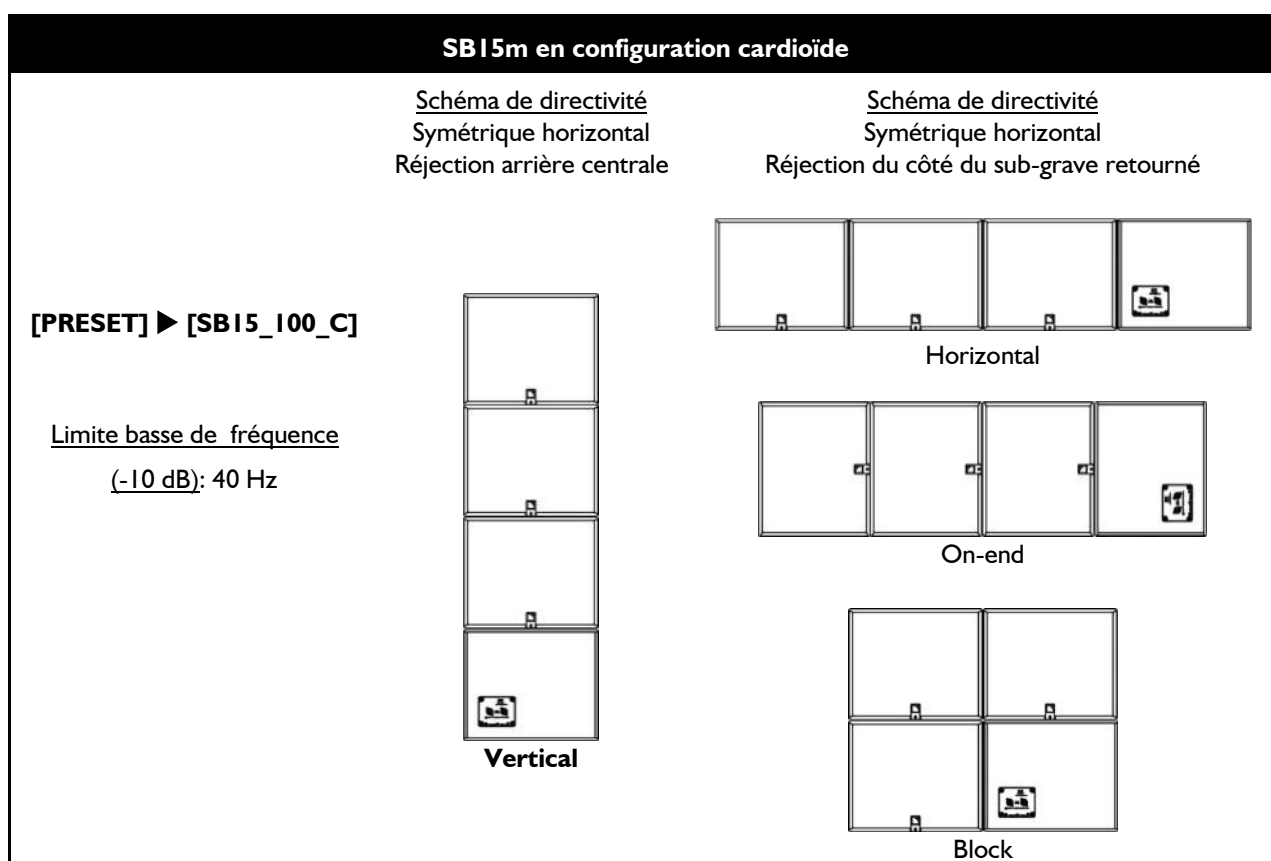 SB15m en configuration cardioïde
Schéma de directivité
Symétrique horizontal
Réjection arrière centrale
Schéma de directivité
Symétrique horizontal
Réjection du côté du sub-grave retourné
[PRESET] ▶ [SB15_100_C]
Limite basse de fréquence
(-10 dB): 40 Hz
Vertical
Horizontal
On-end
Block